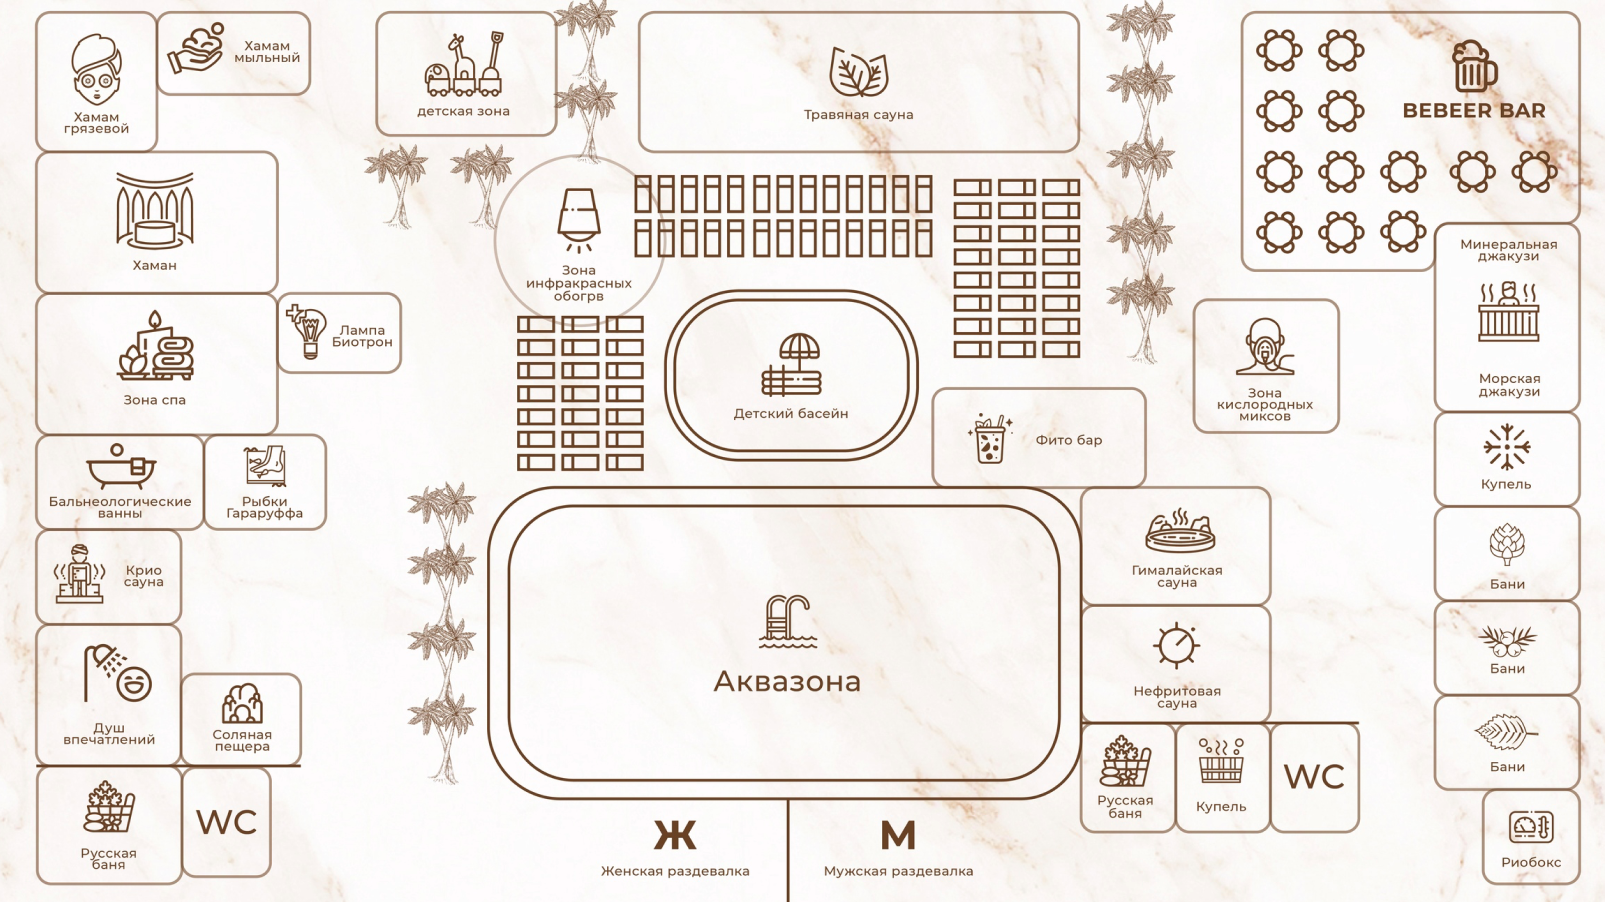 Хамам
грязевой
Хамам
мыльный
детская зона
Травяная сауна
BEBEER BAR
Хаман
Зона
инфракрасных
обогрв
Минеральная
джакузи
Морская
джакузи
Зона спа
Лампа
Биотрон
Детский басейн
Зона
кислородных
миксов
Фито бар
Купель
Бальнеологические
ванны
Рыбки
Гараруффа
Крио
сауна
Гималайская
сауна
Бани
Аквазона
Нефритовая
сауна
Бани
Душ
впечатлений
Соляная
пещера
Бани
Русская
баня
WC
Русская
баня
Купель
WC
Ж
Женская раздевалка
М
Мужская раздевалка
Риобокс